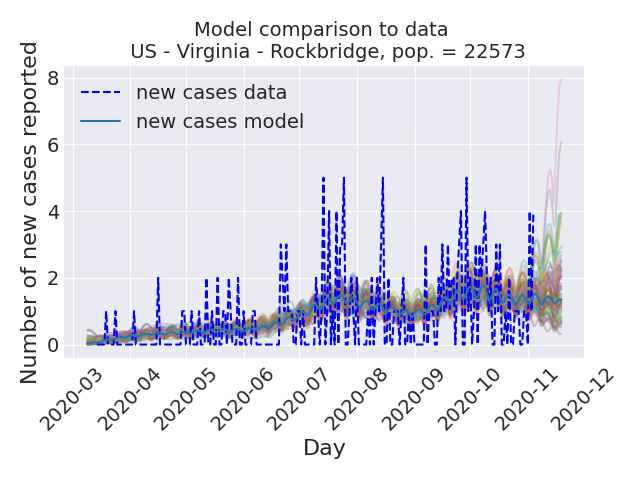 Model comparison to data
US - Virginia - Rockbridge, pop. = 22573
Number of new cases reported
8
6
4
2
0
new cases data
new cases model
2020-03
2020-04
2020-05
2020-06
2020-07
2020-08
2020-09
2020-10
2020-11
2020-12
Day